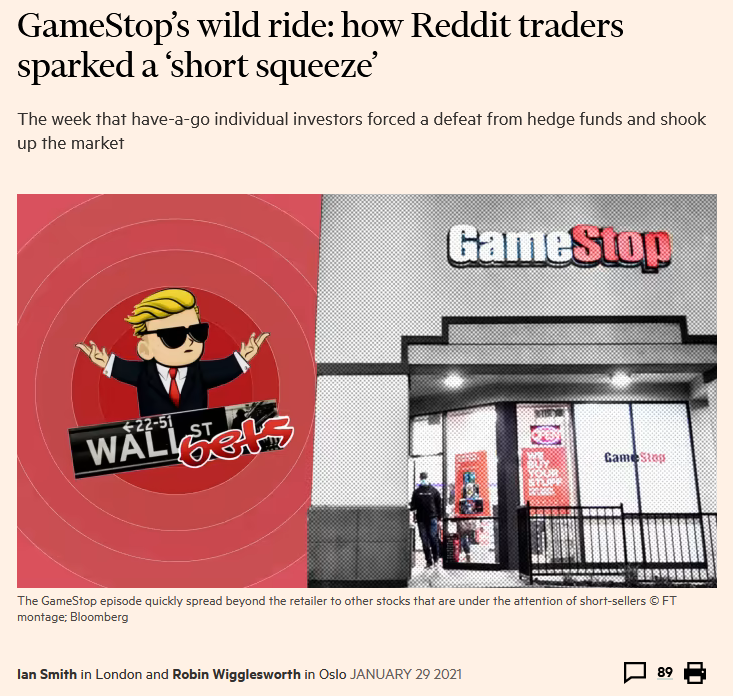 GameStop’s wild ride: how Reddit traders
sparked a ‘short squeeze’
The week that have-a-go individual investors forced a defeat from hedge funds and shook
up the market
GameStop
←22-51
WALL ST
bets
OPEN
WE
BUY
YOUR
STUFF
GameStop
The GameStop episode quickly spread beyond the retailer to other stocks that are under the attention of short-sellers © FT
montage; Bloomberg
Ian Smith in London and Robin Wigglesworth in Oslo JANUARY 29 2021
89